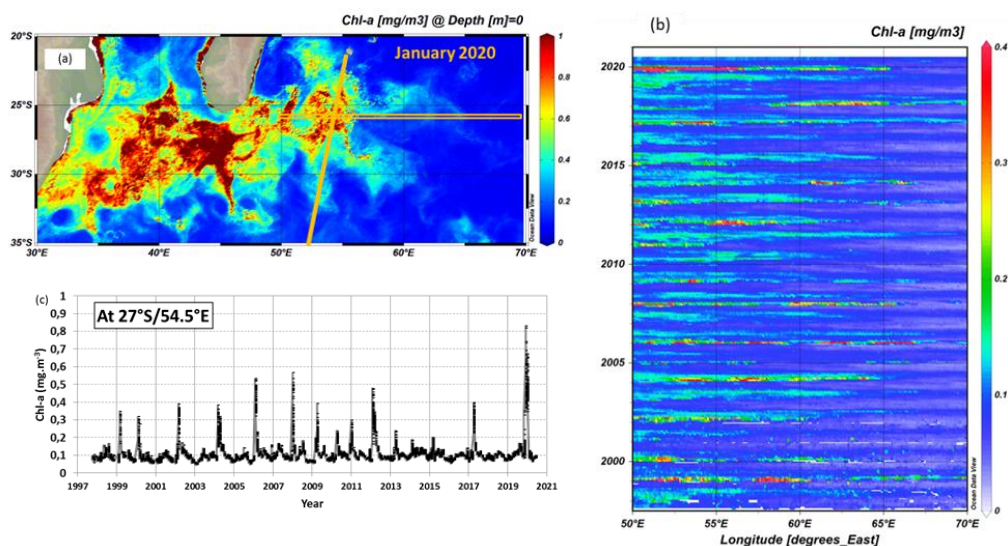 Chl-a [mg/m3] @ Depth [m]=0
20°S
(a)
January 2020
1
0.8
25°S
0.6
0.4
30°S
0.2
Ocean Data View
35°S
0
30°E
40°E
50°E
60°E
70°E
(b)
Chl-a [mg/m3]
0.4
2020
2015
0.3
2010
0.2
2005
0.1
2000
0
Ocean Data View
50°E
55°E
60°E
65°E
70°E
Longitude [degrees_East]
(c)
At 27°S/54.5°E
Chl-a (mg.m⁻³)
1
0,9
0,8
0,7
0,6
0,5
0,4
0,3
0,2
0,1
0
1997
1999
2001
2003
2005
2007
2009
2011
2013
2015
2017
2019
2021
Year